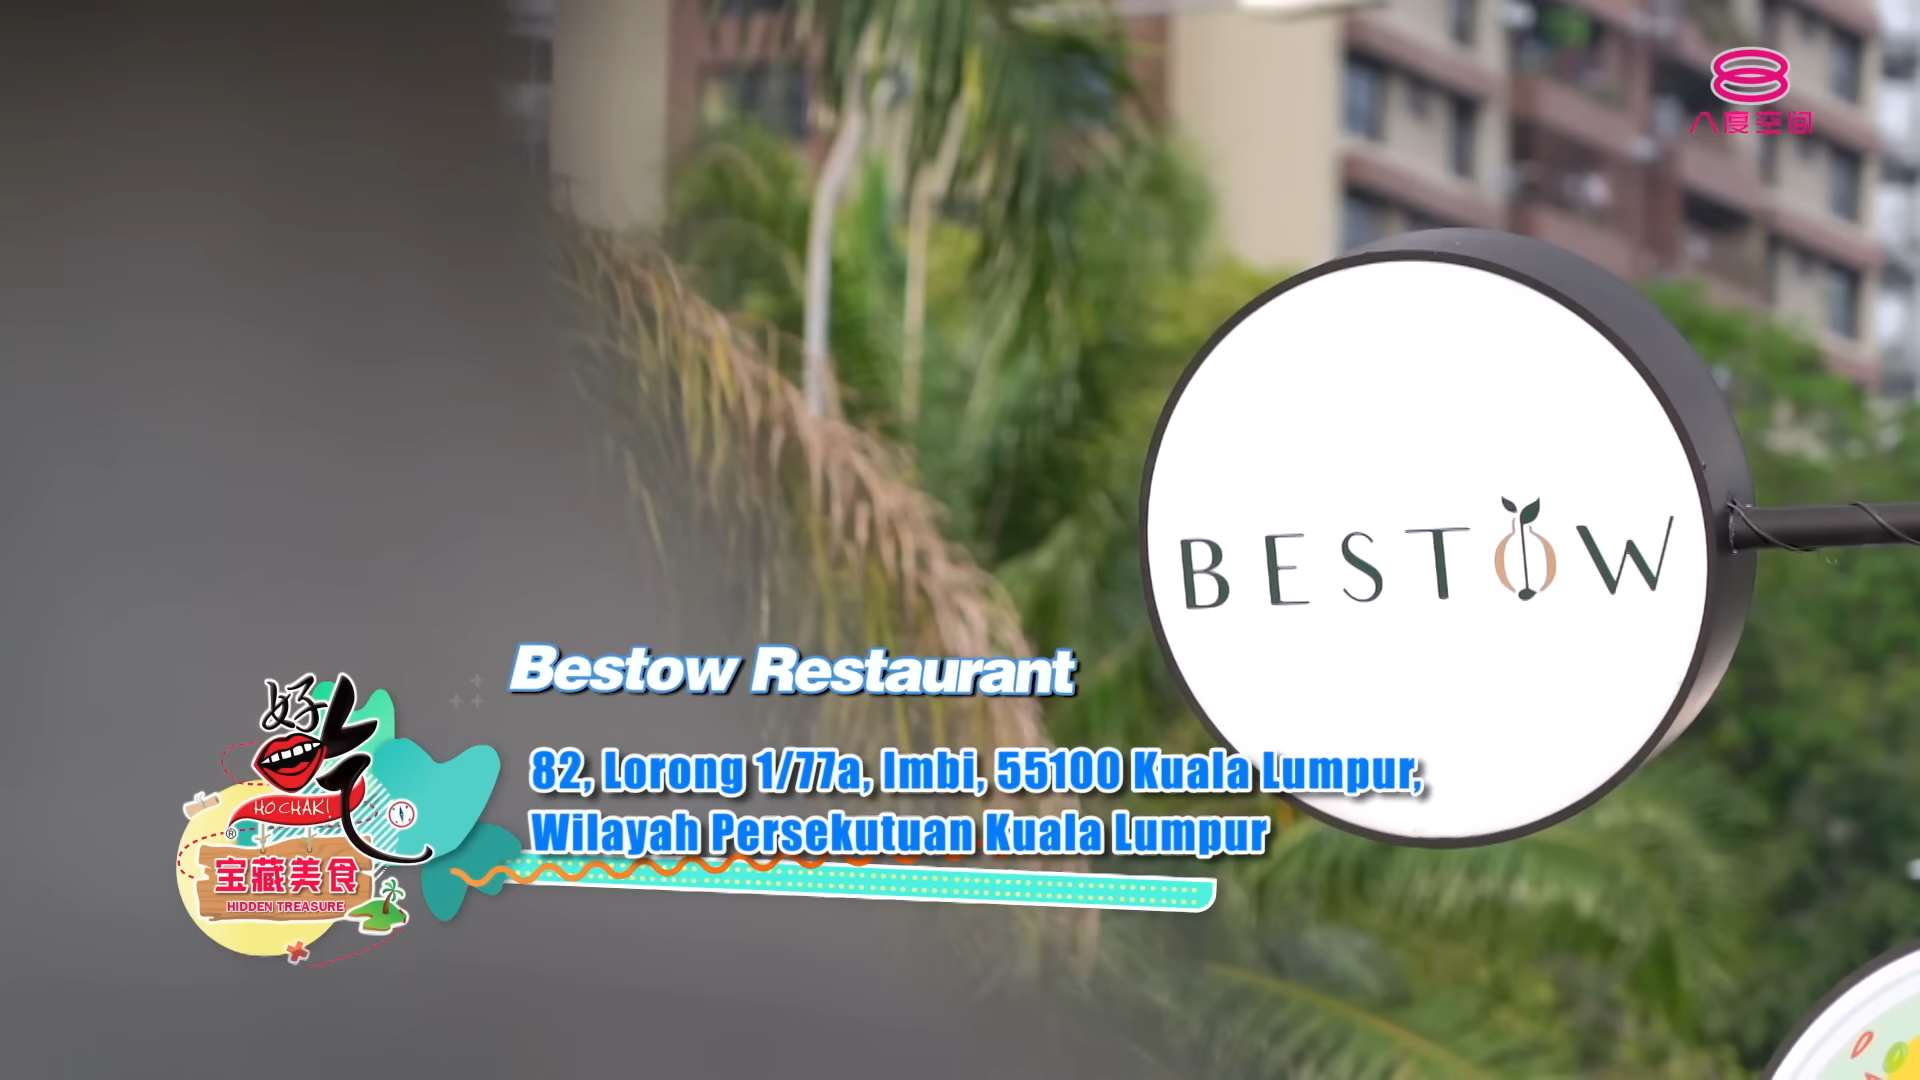 八度空间
BESTOW
Bestow Restaurant
82, Lorong 1/77a, Imbi, 55100 Kuala Lumpur,
Wilayah Persekutuan Kuala Lumpur
好吃
HO CHAK!
®
宝藏美食
HIDDEN TREASURE